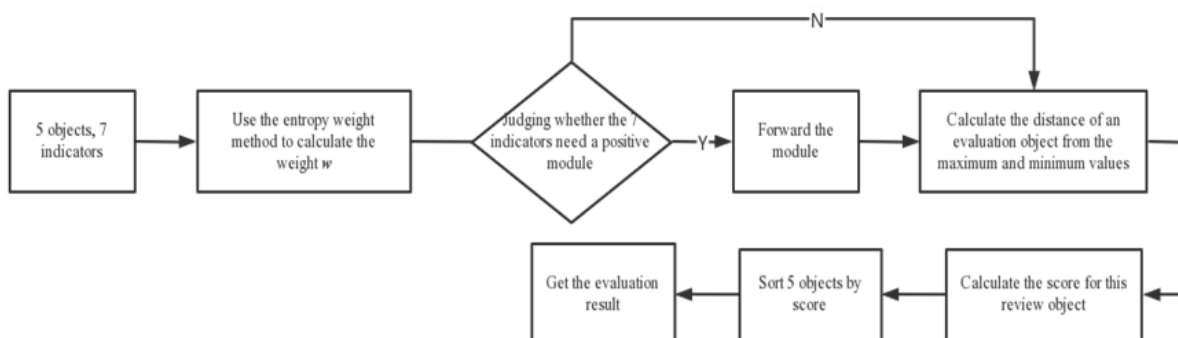 N
5 objects, 7
indicators
Use the entropy weight
method to calculate the
weight w
Judging whether the 7
indicators need a positive
module
Y
Forward the
module
Calculate the distance of an
evaluation object from the
maximum and minimum values
Get the evaluation
result
Sort 5 objects by
score
Calculate the score for this
review object